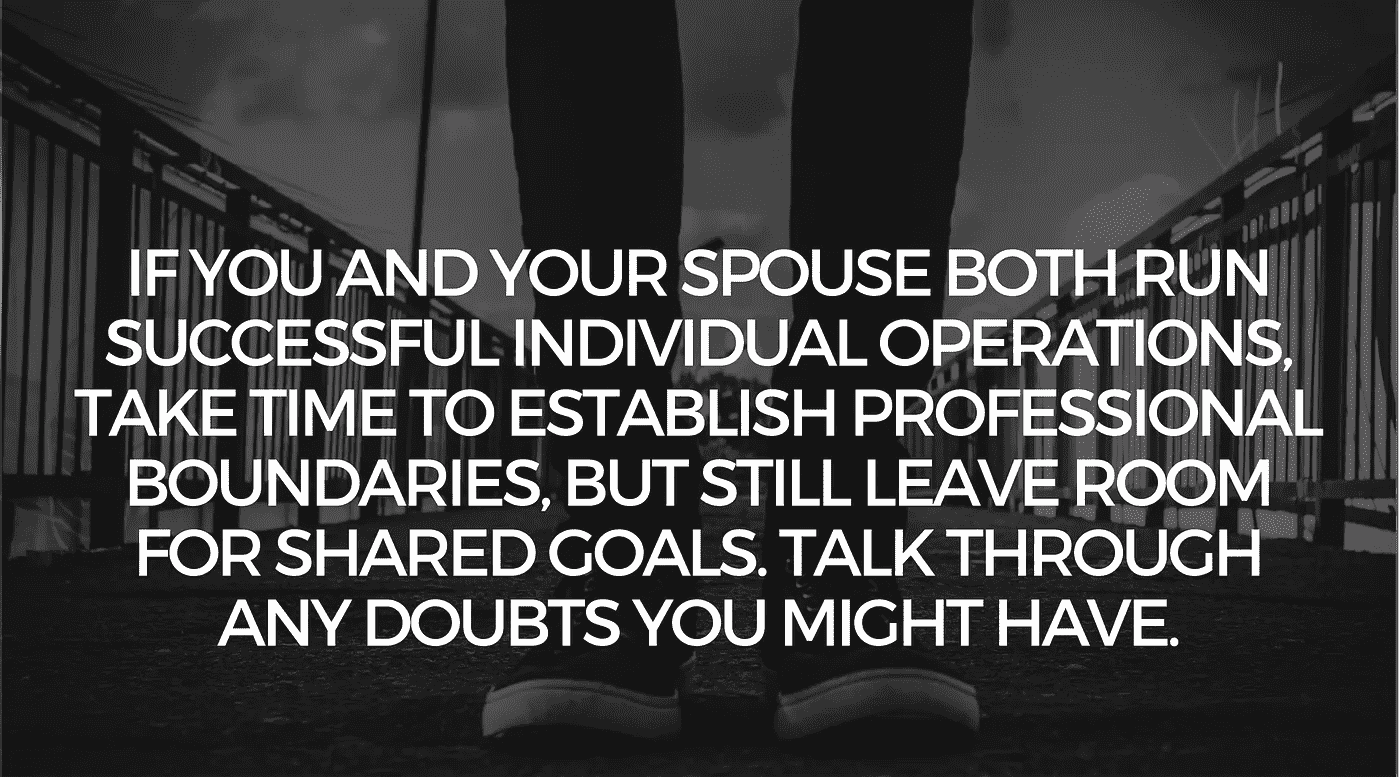 IF YOU AND YOUR SPOUSE BOTH RUN
SUCCESSFUL INDIVIDUAL OPERATIONS,
TAKE TIME TO ESTABLISH PROFESSIONAL
BOUNDARIES, BUT STILL LEAVE ROOM
FOR SHARED GOALS. TALK THROUGH
ANY DOUBTS YOU MIGHT HAVE.